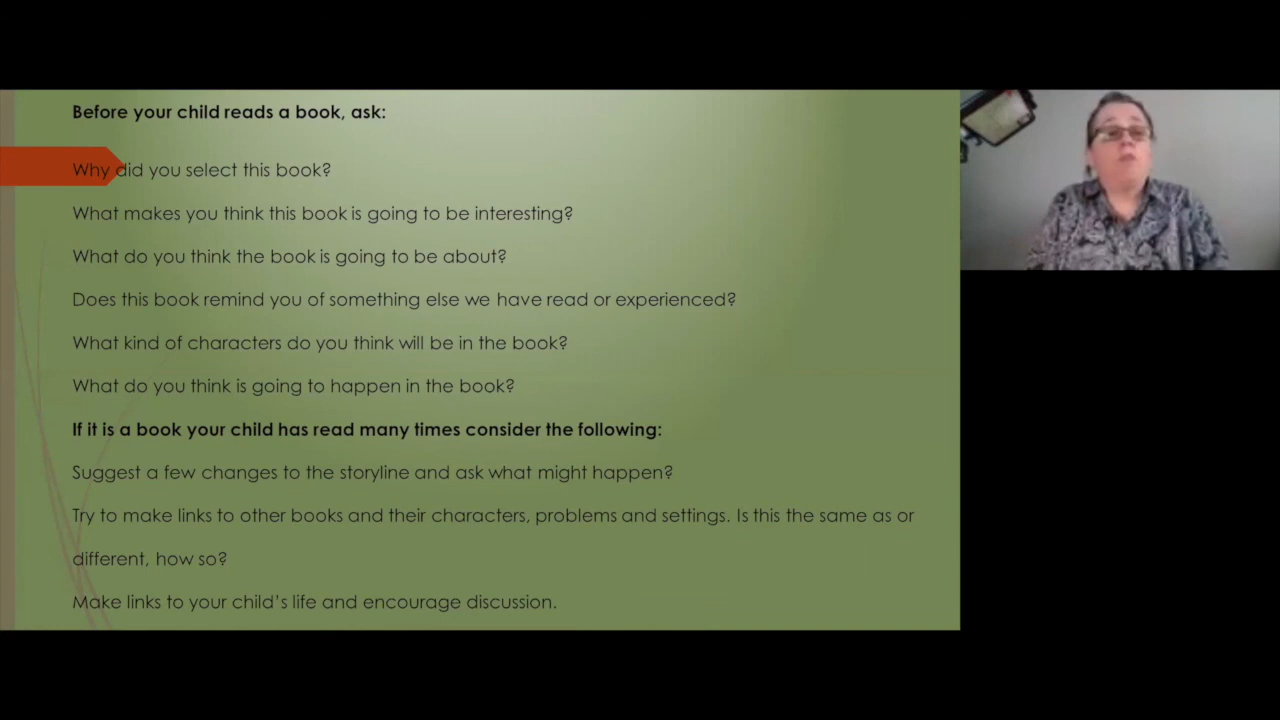 Before your child reads a book, ask:
Why did you select this book?
What makes you think this book is going to be interesting?
What do you think the book is going to be about?
Does this book remind you of something else we have read or experienced?
What kind of characters do you think will be in the book?
What do you think is going to happen in the book?
If it is a book your child has read many times consider the following:
Suggest a few changes to the storyline and ask what might happen?
Try to make links to other books and their characters, problems and settings. Is this the same as or
different, how so?
Make links to your child's life and encourage discussion.